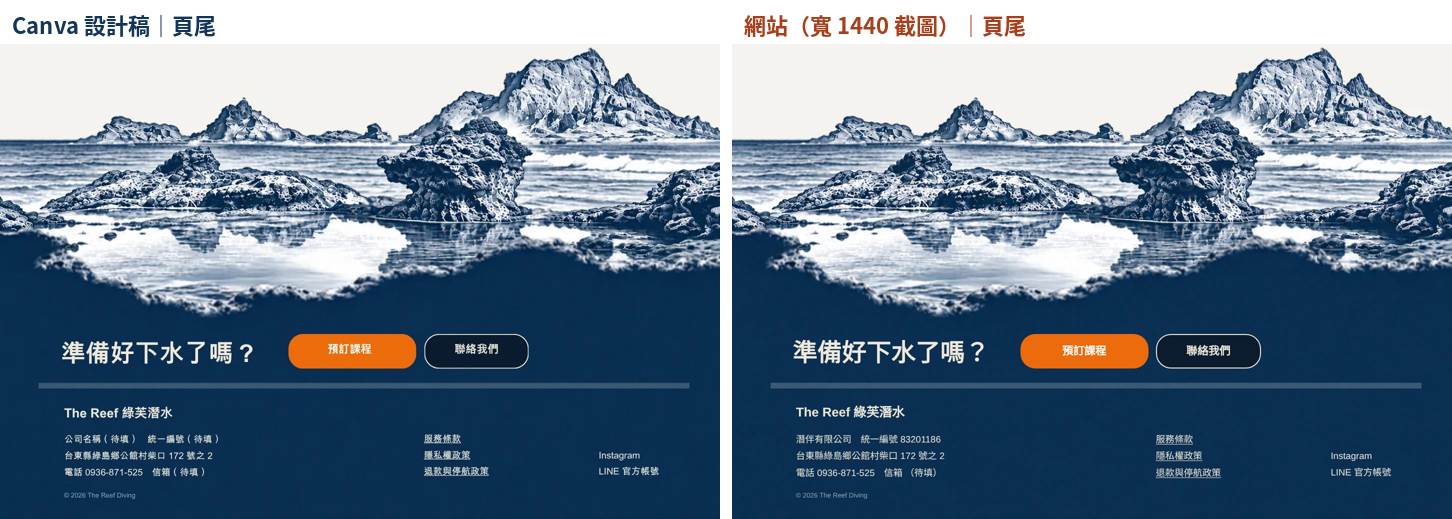 Canva 設計稿｜頁尾
準備好下水了嗎？
預訂課程
聯絡我們
The Reef 綠芙潛水
公司名稱（待填） 統一編號（待填）
台東縣綠島鄉公館村柴口 172 號之 2
電話 0936-871-525 信箱（待填）
服務條款
隱私權政策
退款與停航政策
Instagram
LINE 官方帳號
© 2026 The Reef Diving
網站（寬 1440 截圖）｜頁尾
準備好下水了嗎？
預訂課程
聯絡我們
The Reef 綠芙潛水
潛伴有限公司 統一編號 83201186
台東縣綠島鄉公館村柴口 172 號之 2
電話 0936-871-525 信箱 （待填）
服務條款
隱私權政策
退款與停航政策
Instagram
LINE 官方帳號
© 2026 The Reef Diving